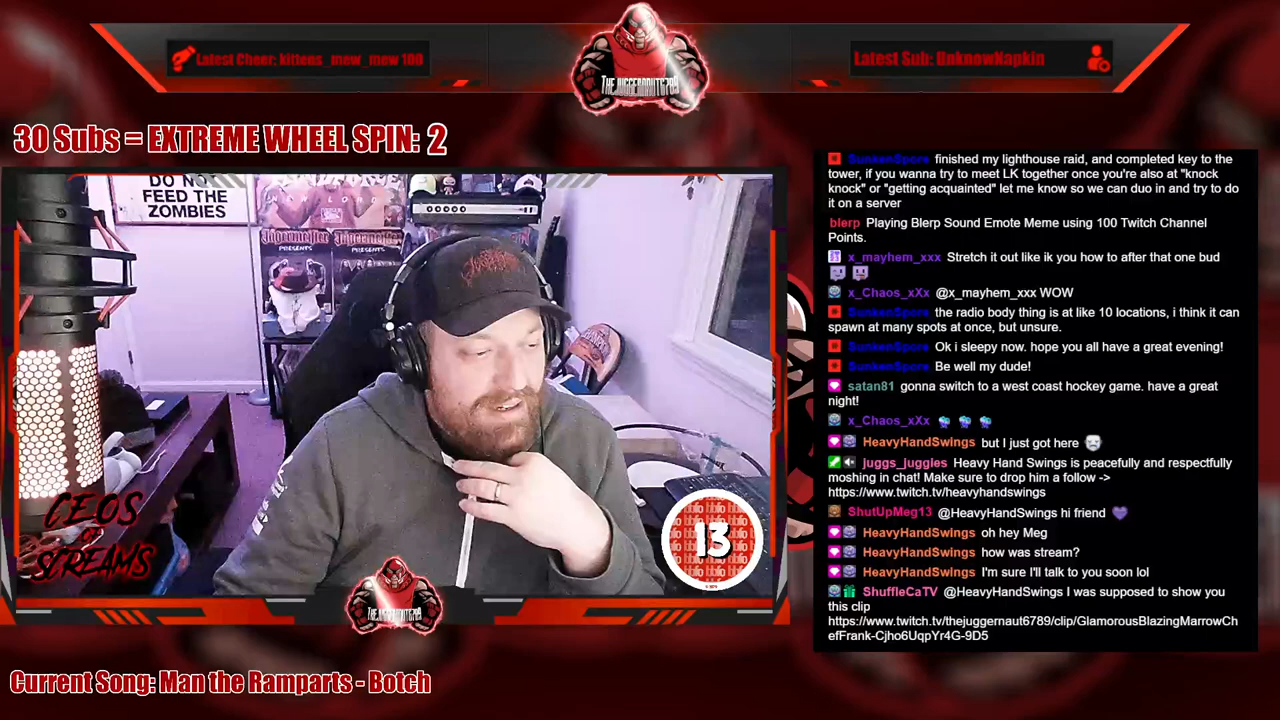 Latest Cheer: kittens_mew_mew 100
THEJUGGERNAUT6789
Latest Sub: UnknowNapkin
30 Subs = EXTREME WHEEL SPIN: 2
DO NOT
FEED THE
ZOMBIES
Jägermeister
PRESENTS
Jägermeister
PRESENTS
CEOS
OF
SCREAMS
13
THEJUGGERNAUT6789
Current Song: Man the Ramparts - Botch
SunkenSpore finished my lighthouse raid, and completed key to the
tower, if you wanna try to meet LK together once you're also at "knock
knock" or "getting acquainted" let me know so we can duo in and try to do
it on a server
blerp Playing Blerp Sound Emote Meme using 100 Twitch Channel
Points.
x_mayhem_xxx Stretch it out like ik you how to after that one bud
x_Chaos_xXx @x_mayhem_xxx WOW
SunkenSpore the radio body thing is at like 10 locations, i think it can
spawn at many spots at once, but unsure.
SunkenSpore Ok i sleepy now. hope you all have a great evening!
SunkenSpore Be well my dude!
satan81 gonna switch to a west coast hockey game. have a great
night!
x_Chaos_xXx
HeavyHandSwings but I just got here
juggs_juggles Heavy Hand Swings is peacefully and respectfully
moshing in chat! Make sure to drop him a follow ->
https://www.twitch.tv/heavyhandswings
ShutUpMeg13 @HeavyHandSwings hi friend
HeavyHandSwings oh hey Meg
HeavyHandSwings how was stream?
HeavyHandSwings I'm sure I'll talk to you soon lol
ShuffleCaTV @HeavyHandSwings I was supposed to show you
this clip
https://www.twitch.tv/thejuggernaut6789/clip/GlamorousBlazingMarrowCh
efFrank-Cjho6UqpYr4G-9D5